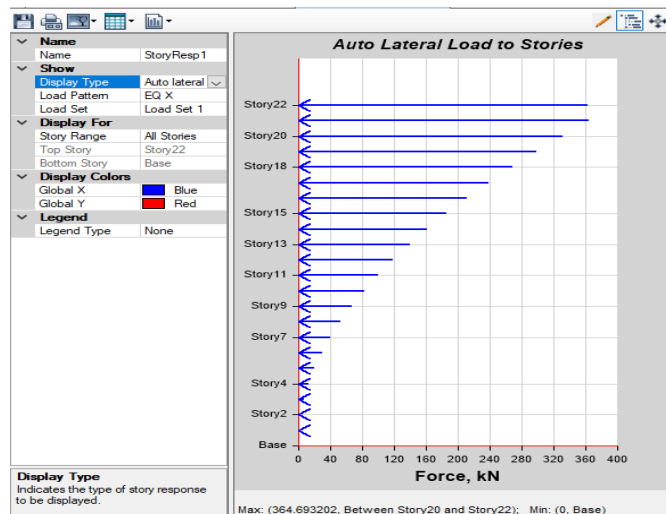 Name
Name StoryResp1
Show
Display Type Auto lateral
Load Pattern EQ X
Load Set Load Set 1
Display For
Story Range All Stories
Top Story Story22
Bottom Story Base
Display Colors
Global X Blue
Global Y Red
Legend
Legend Type None
Display Type
Indicates the type of story response
to be displayed.
Auto Lateral Load to Stories
Story22
Story20
Story18
Story15
Story13
Story11
Story9
Story7
Story4
Story2
Base
0 40 80 120 160 200 240 280 320 360 400
Force, kN
Max: (364.693202, Between Story20 and Story22); Min: (0, Base)